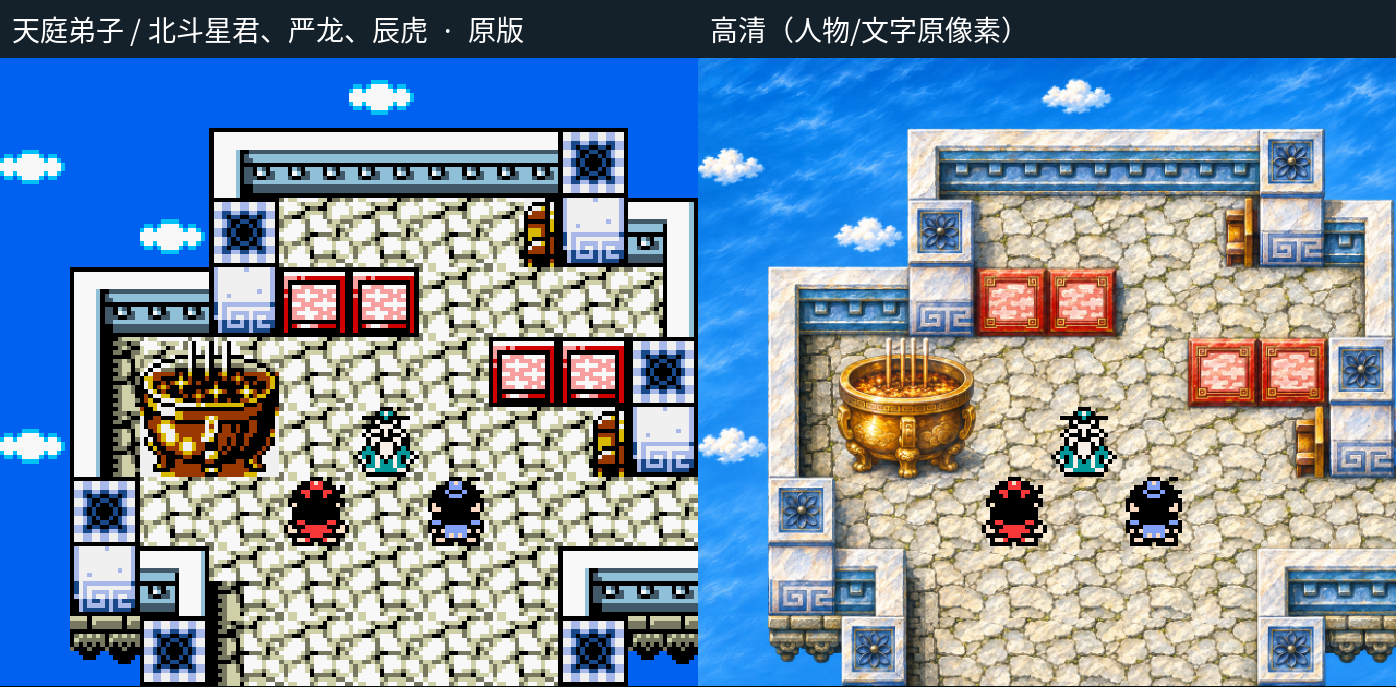 天庭弟子 / 北斗星君、严龙、辰虎 · 原版
高清（人物/文字原像素）